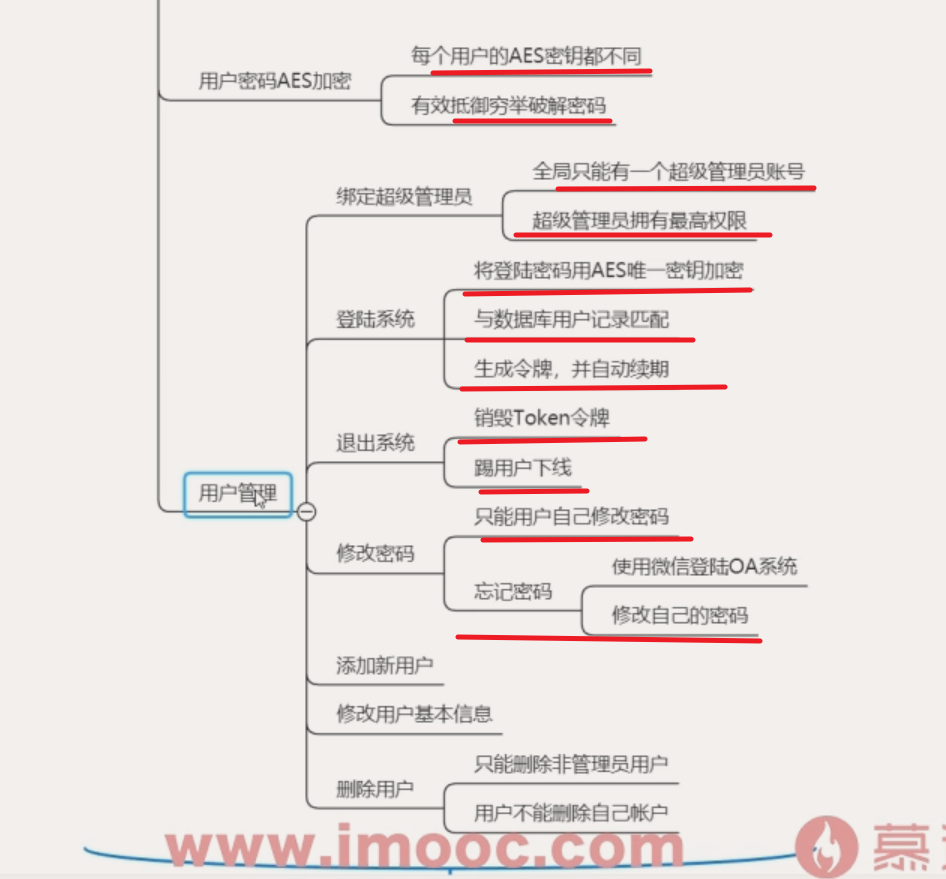 每个用户的AES密钥都不同
用户密码AES加密
有效抵御穷举破解密码
全局只能有一个超级管理员账号
绑定超级管理员
超级管理员拥有最高权限
将登陆密码用AES唯一密钥加密
登陆系统
与数据库用户记录匹配
生成令牌，并自动续期
销毁Token令牌
退出系统
踢用户下线
用户管理
只能用户自己修改密码
修改密码
使用微信登陆OA系统
忘记密码
修改自己的密码
添加新用户
修改用户基本信息
只能删除非管理员用户
删除用户
用户不能删除自己帐户
www.imooc.com
慕